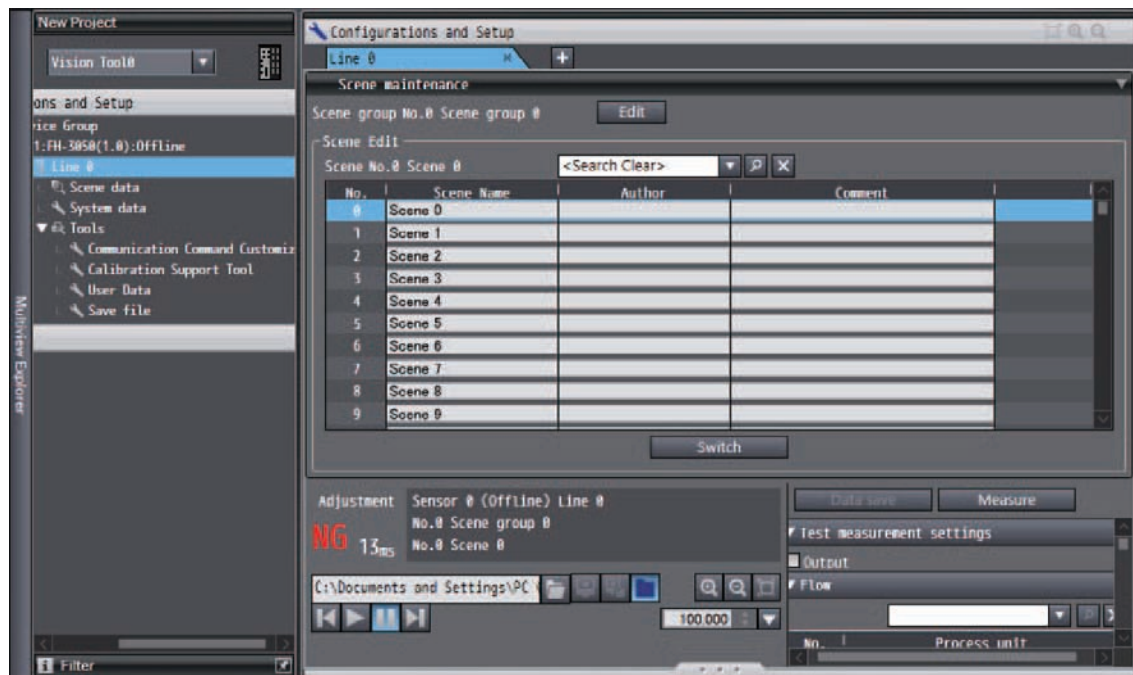 New Project
Vision Tool0
ons and Setup
ice Group
1:FH-3050(1.0):Offline
Line 0
Scene data
System data
Tools
Communication Command Customiz
Calibration Support Tool
User Data
Save file
Multiview Explorer
Filter
Configurations and Setup
Line 0
Scene maintenance
Scene group No.0 Scene group 0
Edit
Scene Edit
Scene No.0 Scene 0
<Search Clear>
No. Scene Name Author Comment
0 Scene 0
1 Scene 1
2 Scene 2
3 Scene 3
4 Scene 4
5 Scene 5
6 Scene 6
7 Scene 7
8 Scene 8
9 Scene 9
Switch
Adjustment
NG 13ms
Sensor 0 (Offline) Line 0
No.0 Scene group 0
No.0 Scene 0
C:\Documents and Settings\PC
100.000
Data save
Measure
Test measurement settings
Output
Flow
No. Process unit